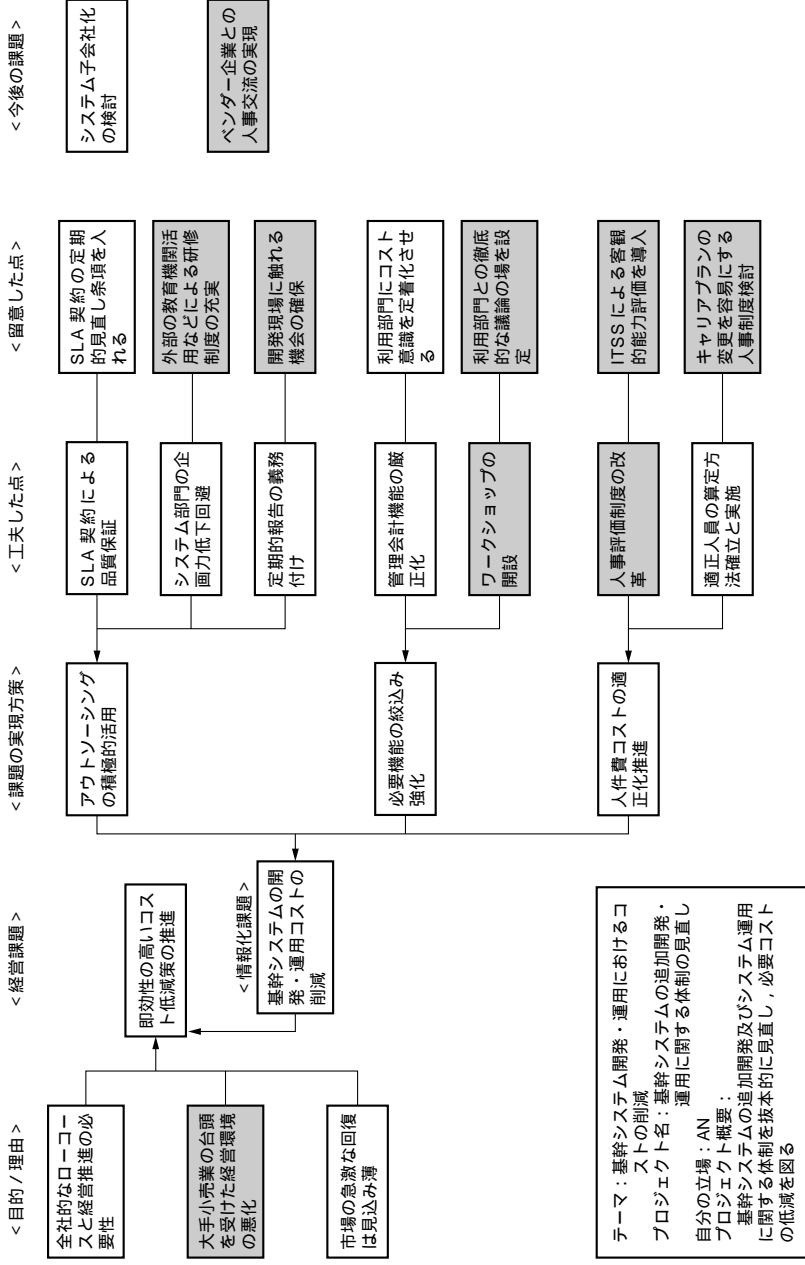 <目的 / 理由>
全社的なローコー
スと経営推進の必
要性
大手小売業の台頭
を受けた経営環境
の悪化
市場の急激な回復
は見込み薄
<経営課題>
即効性の高いコス
ト低減策の推進
<情報化課題>
基幹システムの開
発・運用コストの
削減
<課題の実現方策>
アウトソーシング
の積極的活用
必要機能の絞込み
強化
人件費コストの適
正化推進
<工夫した点>
SLA 契約による
品質保証
システム部門の企
画力低下回避
定期的報告の義務
付け
管理会計機能の厳
正化
ワークショップの
開設
人事評価制度の改
革
適正人員の算定方
法確立と実施
<留意した点>
SLA 契約の定期
的見直し条項を入
れる
外部の教育機関活
用などによる研修
制度の充実
開発現場に触れる
機会の確保
利用部門にコスト
意識を定着化させ
る
利用部門との徹底
的な議論の場を設
定
ITSS による客観
的能力評価を導入
キャリアプランの
変更を容易にする
人事制度検討
<今後の課題>
システム子会社化
の検討
ベンダー企業との
人事交流の実現
テーマ：基幹システム開発・運用におけるコ
ストの削減
プロジェクト名：基幹システムの追加開発・
運用に関する体制の見直し
自分の立場：AN
プロジェクト概要：
基幹システムの追加開発及びシステム運用
に関する体制を抜本的に見直し，必要コスト
の低減を図る